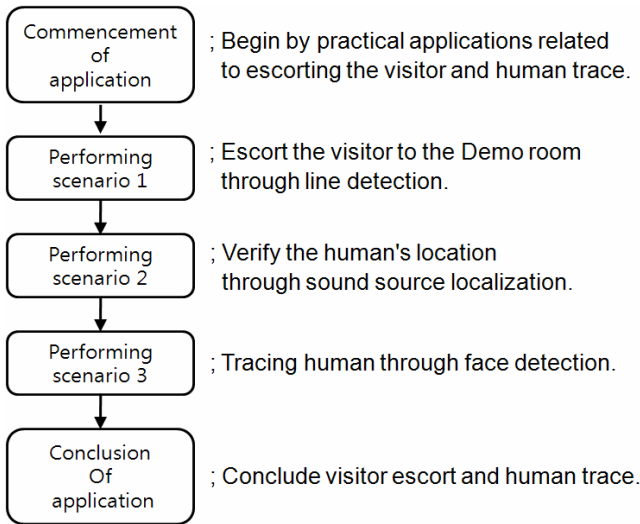 Commencement
of
application
; Begin by practical applications related
to escorting the visitor and human trace.
Performing
scenario 1
; Escort the visitor to the Demo room
through line detection.
Performing
scenario 2
; Verify the human's location
through sound source localization.
Performing
scenario 3
; Tracing human through face detection.
Conclusion
Of
application
; Conclude visitor escort and human trace.